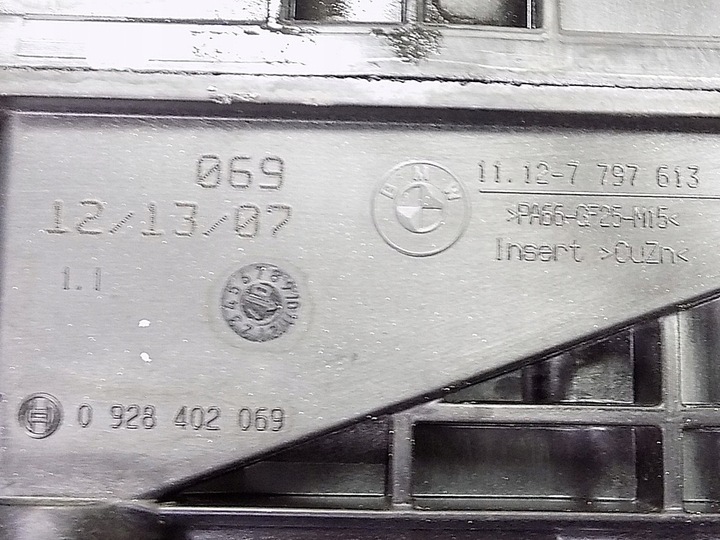 069
12/13/07
1.1
BMW
11.12-7 797 613
>PA66-GF25-M15<
Insert >CuZn<
0 928 402 069